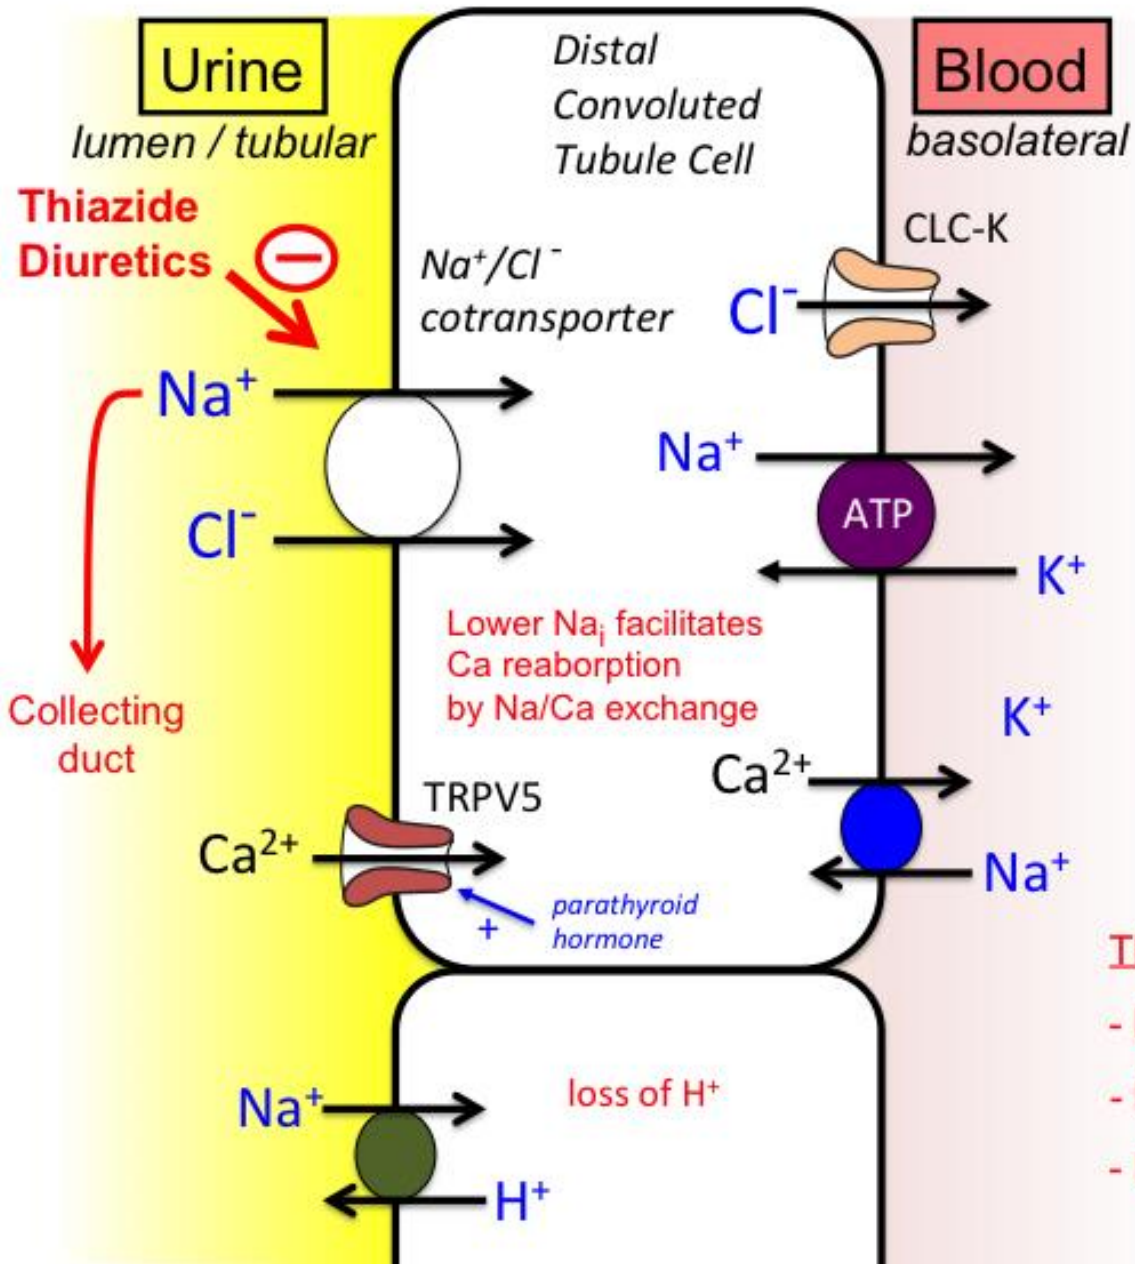 Urine
lumen / tubular
Distal
Convoluted
Tubule Cell
Blood
basolateral
Thiazide
Diuretics
Na⁺/Cl⁻
cotransporter
CLC-K
Cl⁻
Na⁺
Cl⁻
Na⁺
ATP
K⁺
Lower Naᵢ facilitates
Ca reaborption
by Na/Ca exchange
Collecting
duct
K⁺
Ca²⁺
Na⁺
TRPV5
Ca²⁺
+
parathyroid
hormone
Na⁺
H⁺
loss of H⁺